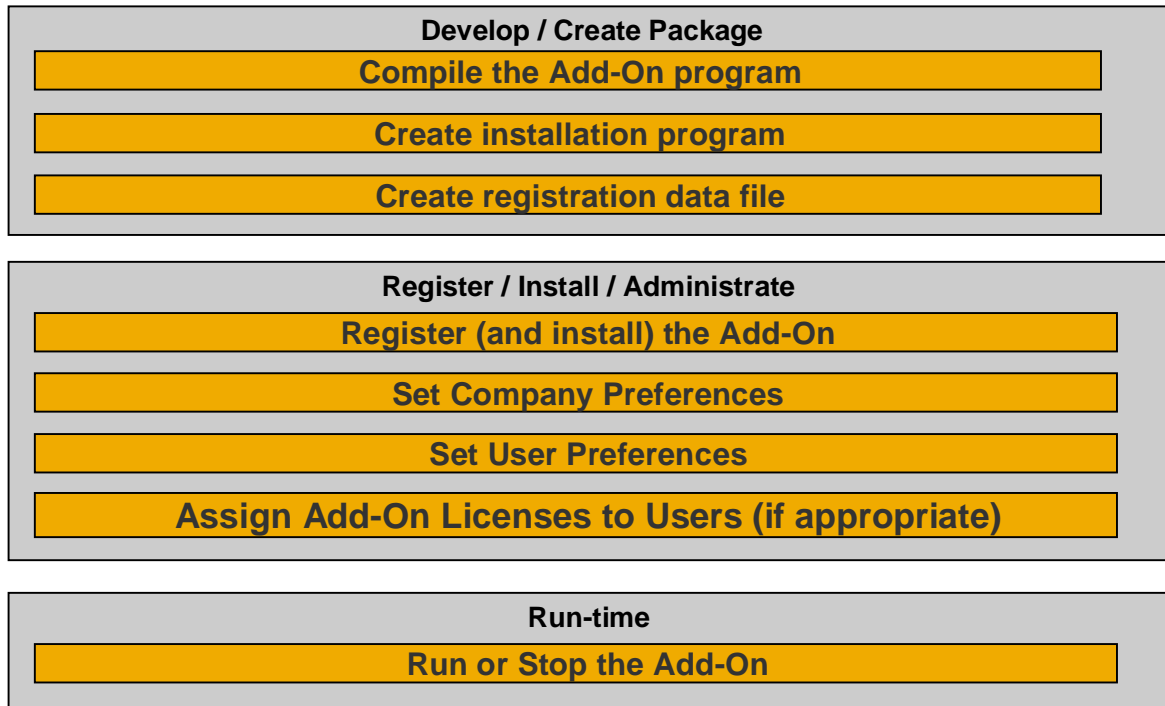 Develop / Create Package
Compile the Add-On program
Create installation program
Create registration data file
Register / Install / Administrate
Register (and install) the Add-On
Set Company Preferences
Set User Preferences
Assign Add-On Licenses to Users (if appropriate)
Run-time
Run or Stop the Add-On